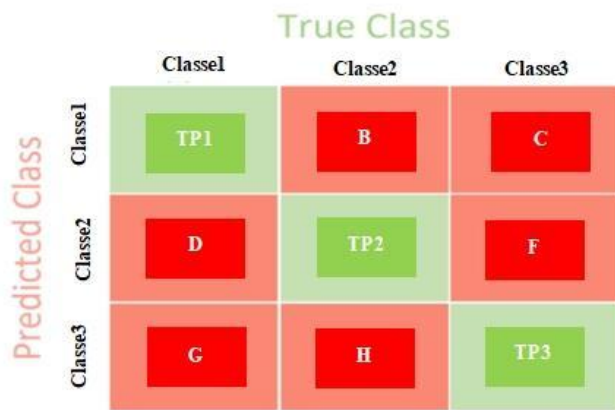 True Class
Classe1 Classe2 Classe3
Predicted Class
Classe1
TP1 B C
Classe2
D TP2 F
Classe3
G H TP3